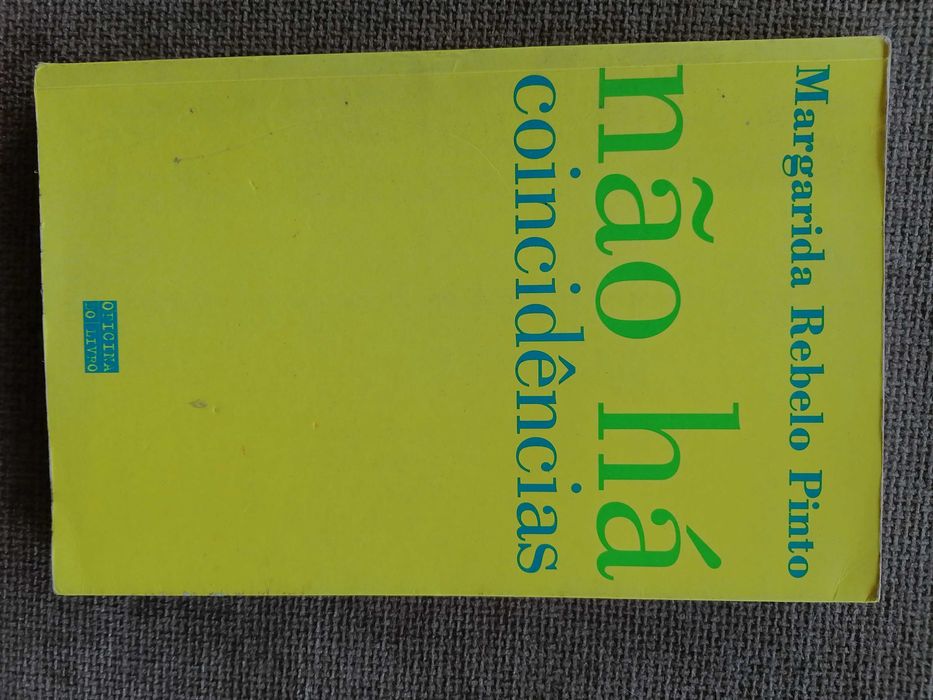 Margarida Rebelo Pinto
não há
coincidências
OFICINA
DO LIVRO